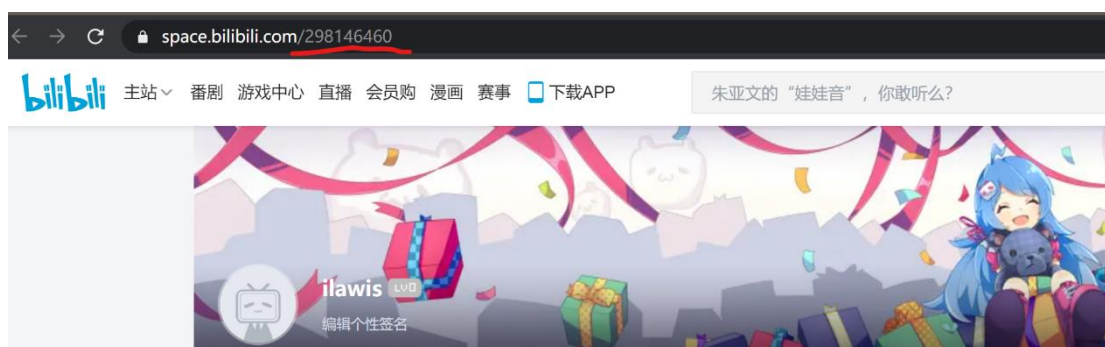 space.bilibili.com/298146460
bilibili 主站 番剧 游戏中心 直播 会员购 漫画 赛事 下载APP 朱亚文的“娃娃音”，你敢听么？
ilawis LV0
编辑个性签名